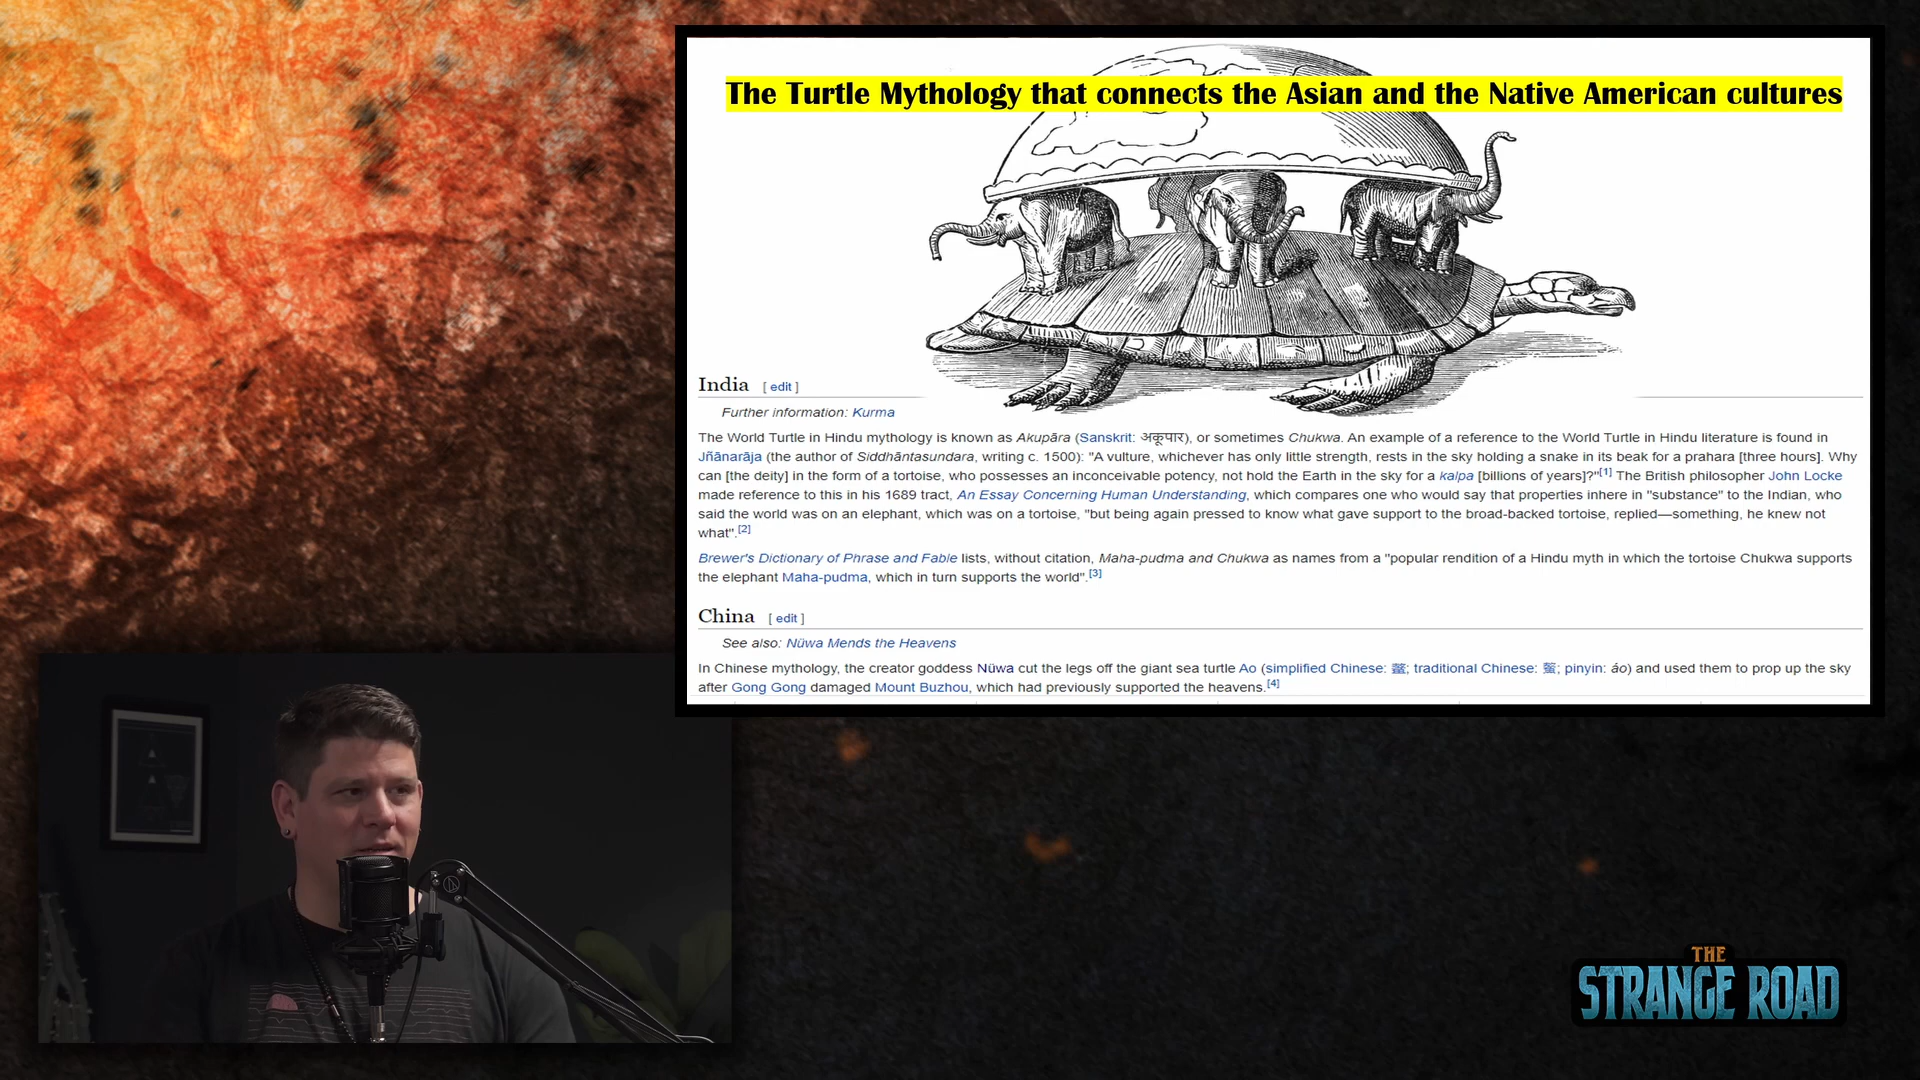 The Turtle Mythology that connects the Asian and the Native American cultures
India [ edit ]
Further information: Kurma
The World Turtle in Hindu mythology is known as Akupāra (Sanskrit: अकूपार), or sometimes Chukwa. An example of a reference to the World Turtle in Hindu literature is found in
Jñānarāja (the author of Siddhāntasundara, writing c. 1500): "A vulture, whichever has only little strength, rests in the sky holding a snake in its beak for a prahara [three hours]. Why
can [the deity] in the form of a tortoise, who possesses an inconceivable potency, not hold the Earth in the sky for a kalpa [billions of years]?"[1] The British philosopher John Locke
made reference to this in his 1689 tract, An Essay Concerning Human Understanding, which compares one who would say that properties inhere in "substance" to the Indian, who
said the world was on an elephant, which was on a tortoise, "but being again pressed to know what gave support to the broad-backed tortoise, replied—something, he knew not
what".[2]
Brewer's Dictionary of Phrase and Fable lists, without citation, Maha-pudma and Chukwa as names from a "popular rendition of a Hindu myth in which the tortoise Chukwa supports
the elephant Maha-pudma, which in turn supports the world".[3]
China [ edit ]
See also: Nüwa Mends the Heavens
In Chinese mythology, the creator goddess Nüwa cut the legs off the giant sea turtle Ao (simplified Chinese: ; traditional Chinese: ; pinyin: áo) and used them to prop up the sky
after Gong Gong damaged Mount Buzhou, which had previously supported the heavens.[4]
THE
STRANGE ROAD